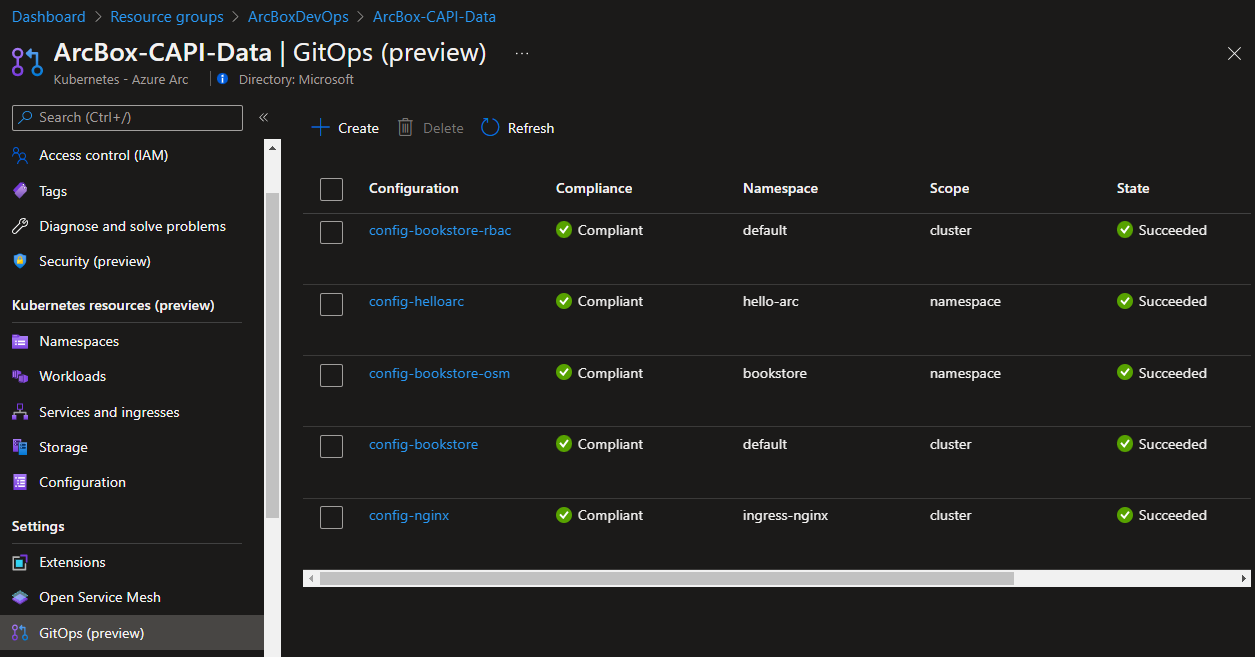 Dashboard > Resource groups > ArcBoxDevOps > ArcBox-CAPI-Data
ArcBox-CAPI-Data | GitOps (preview) ...
Kubernetes - Azure Arc | Directory: Microsoft
Search (Ctrl+/) «
Access control (IAM)
Tags
Diagnose and solve problems
Security (preview)
Kubernetes resources (preview)
Namespaces
Workloads
Services and ingresses
Storage
Configuration
Settings
Extensions
Open Service Mesh
GitOps (preview)
Create Delete Refresh
Configuration Compliance Namespace Scope State
config-bookstore-rbac Compliant default cluster Succeeded
config-helloarc Compliant hello-arc namespace Succeeded
config-bookstore-osm Compliant bookstore namespace Succeeded
config-bookstore Compliant default cluster Succeeded
config-nginx Compliant ingress-nginx cluster Succeeded